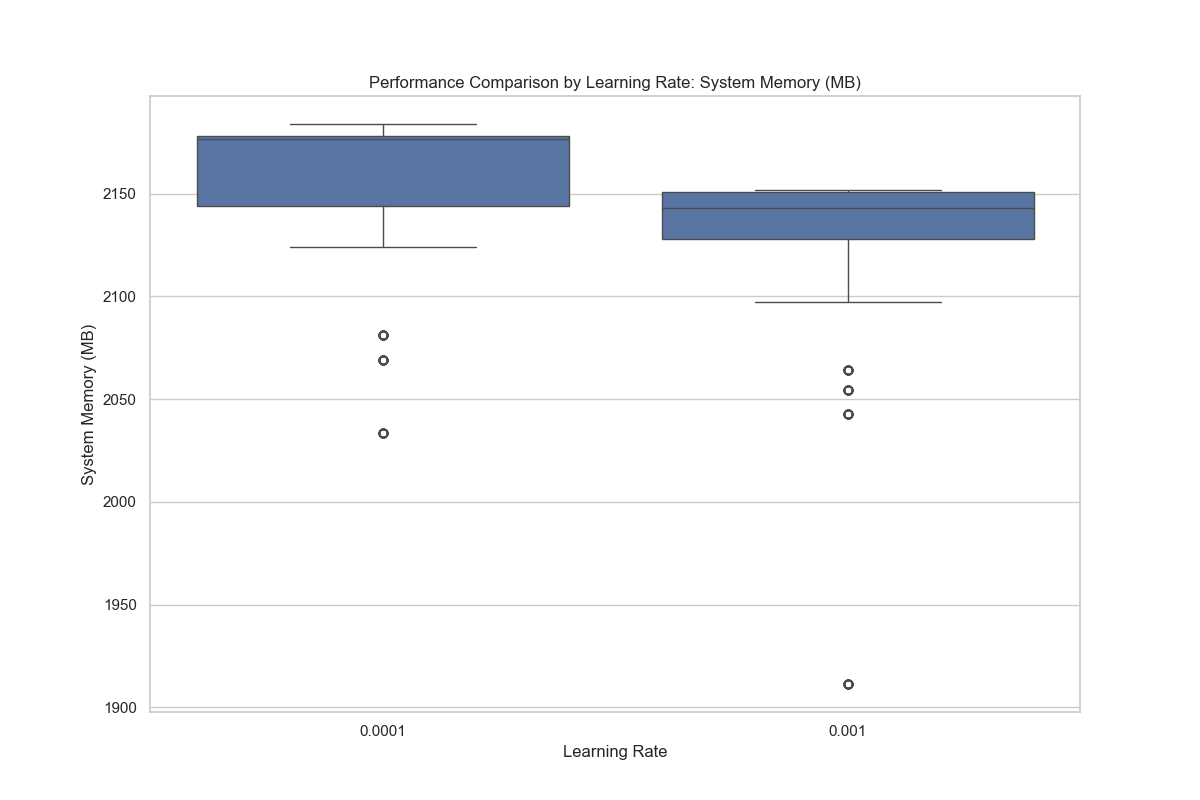 Performance Comparison by Learning Rate: System Memory (MB)
System Memory (MB)
2150
2100
2050
2000
1950
1900
0.0001
0.001
Learning Rate